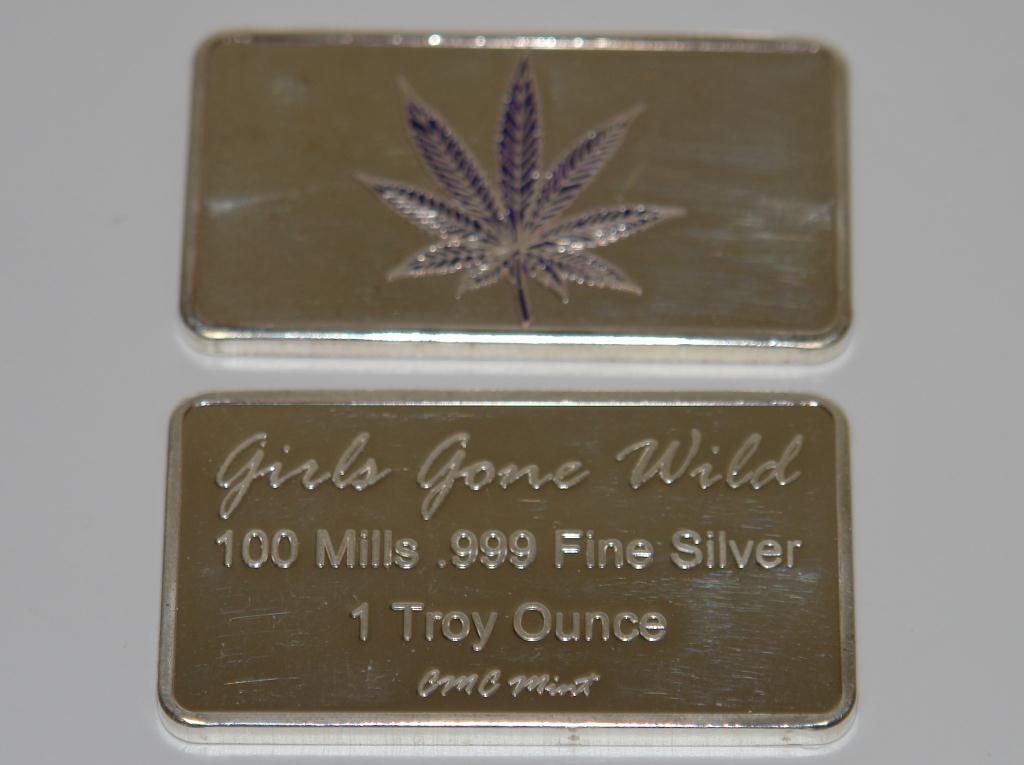 Girls Gone Wild
100 Mills .999 Fine Silver
1 Troy Ounce
CMC Mint